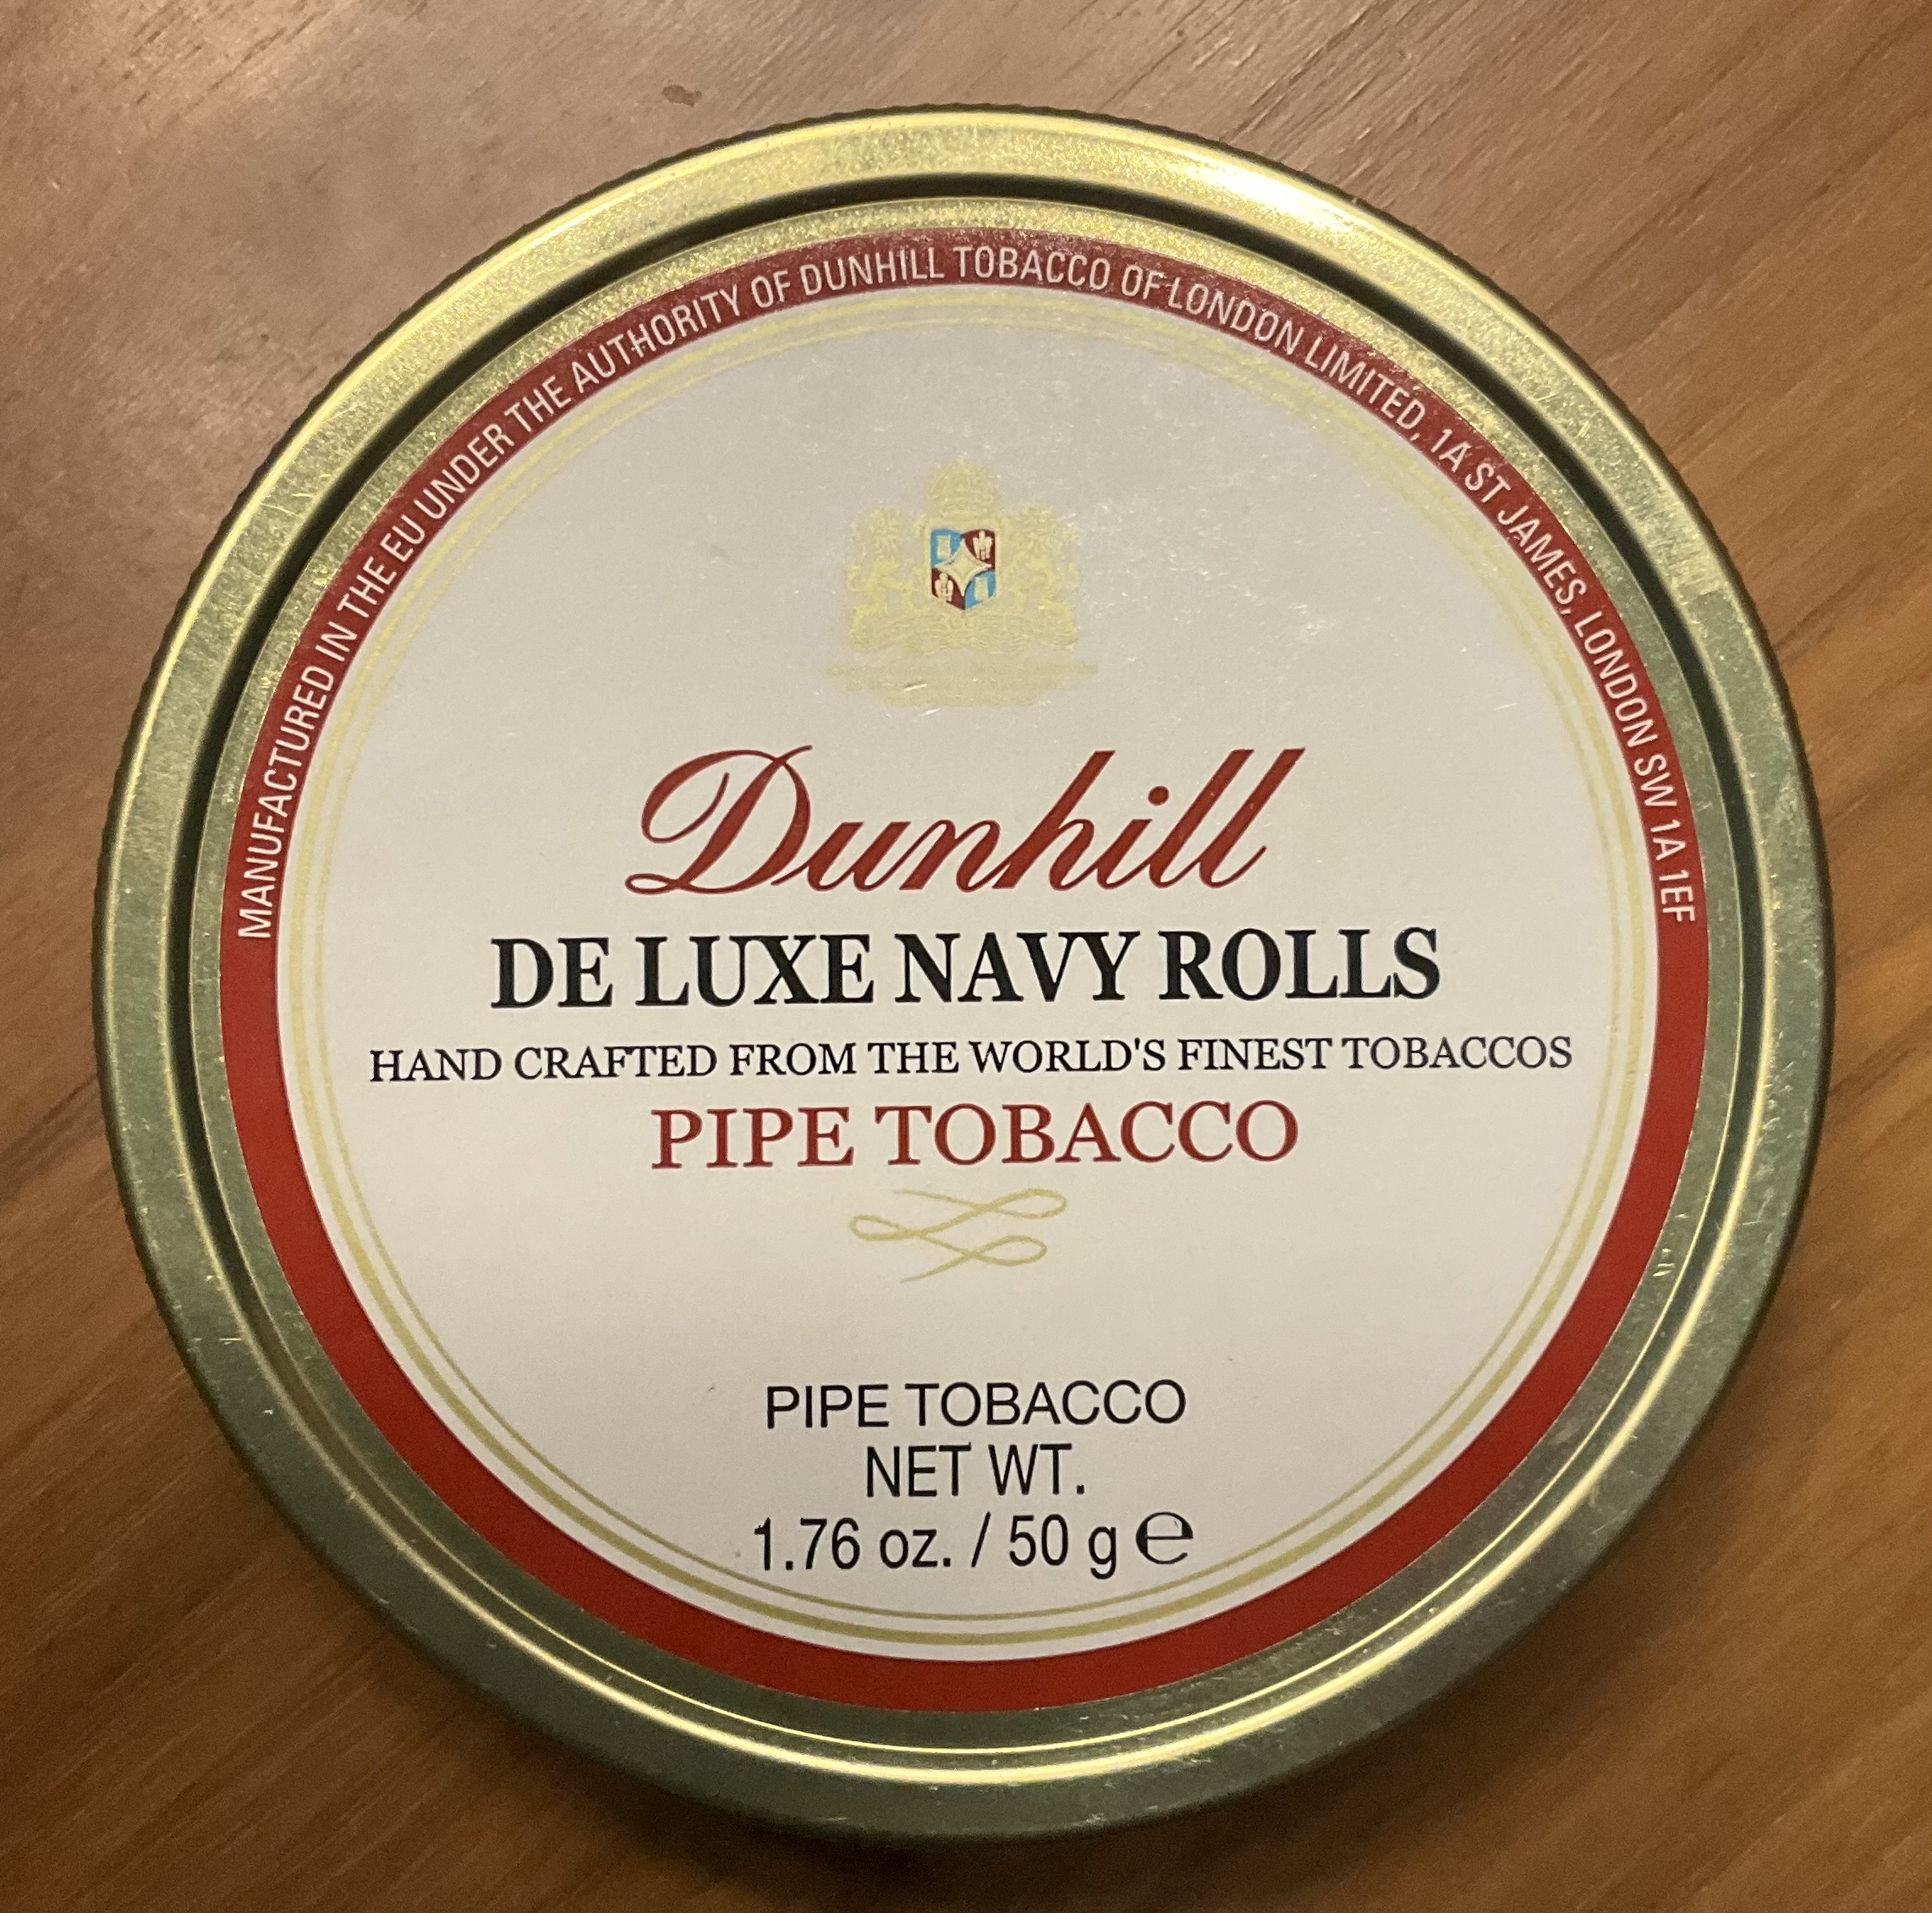 MANUFACTURED IN THE EU UNDER THE AUTHORITY OF DUNHILL TOBACCO OF LONDON LIMITED, 1A ST JAMES, LONDON SW 1A 1EF
Dunhill
DE LUXE NAVY ROLLS
HAND CRAFTED FROM THE WORLD'S FINEST TOBACCOS
PIPE TOBACCO
PIPE TOBACCO
NET WT.
1.76 oz. / 50 g ℮